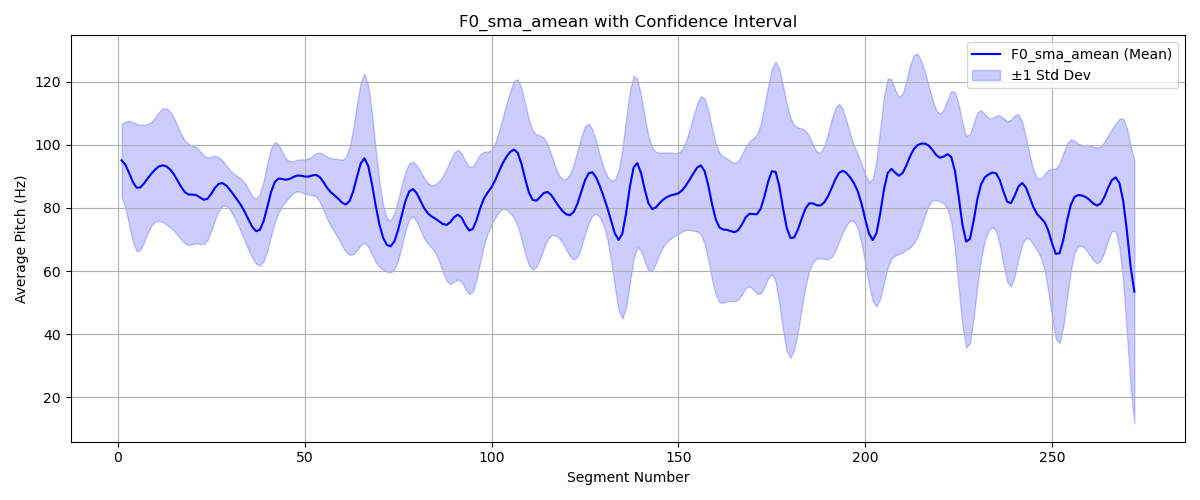 F0_sma_amean with Confidence Interval
F0_sma_amean (Mean)
±1 Std Dev
Average Pitch (Hz)
120
100
80
60
40
20
0 50 100 150 200 250
Segment Number